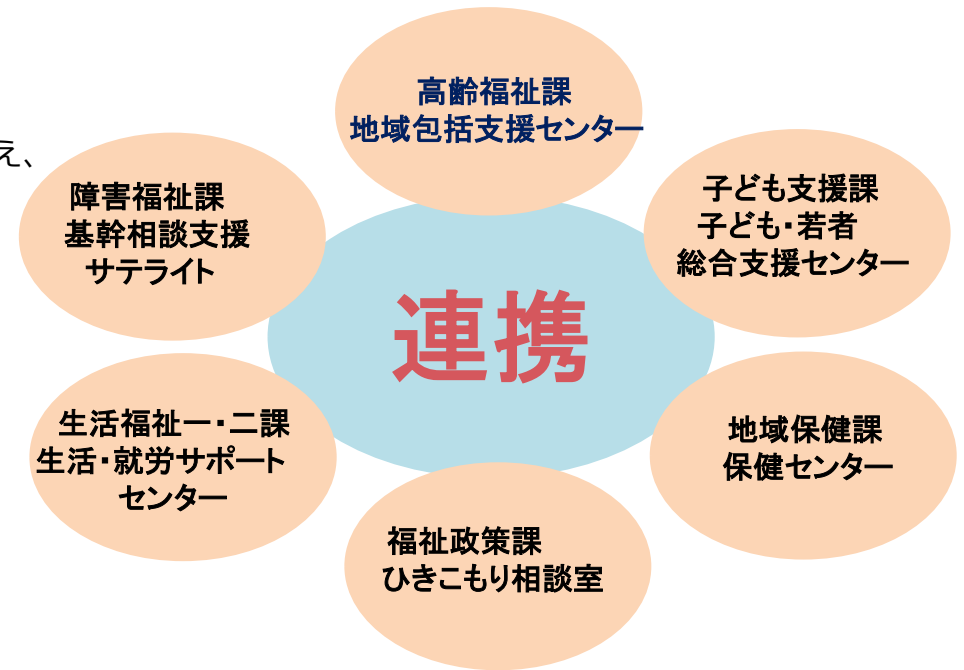 高齢福祉課
地域包括支援センター
え、
障害福祉課
基幹相談支援
サテライト
子ども支援課
子ども・若者
総合支援センター
連携
生活福祉一・二課
生活・就労サポート
センター
地域保健課
保健センター
福祉政策課
ひきこもり相談室